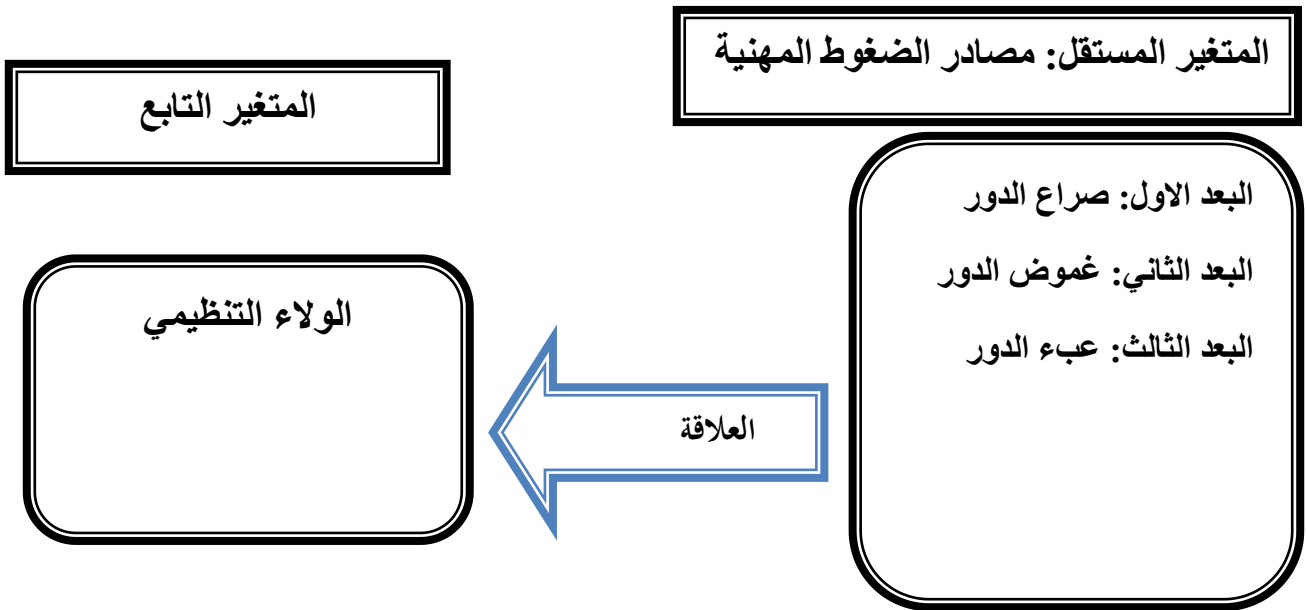 المتغير المستقل: مصادر الضغوط المهنية
المتغير التابع
البعد الاول: صراع الدور
البعد الثاني: غموض الدور
البعد الثالث: عبء الدور
العلاقة
الولاء التنظيمي